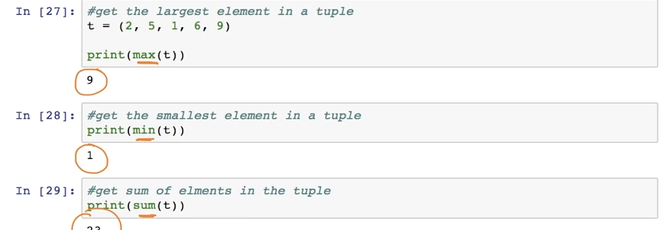 In [27]: #get the largest element in a tuple
t = (2, 5, 1, 6, 9)
print(max(t))
9
In [28]: #get the smallest element in a tuple
print(min(t))
1
In [29]: #get sum of elments in the tuple
print(sum(t))
23